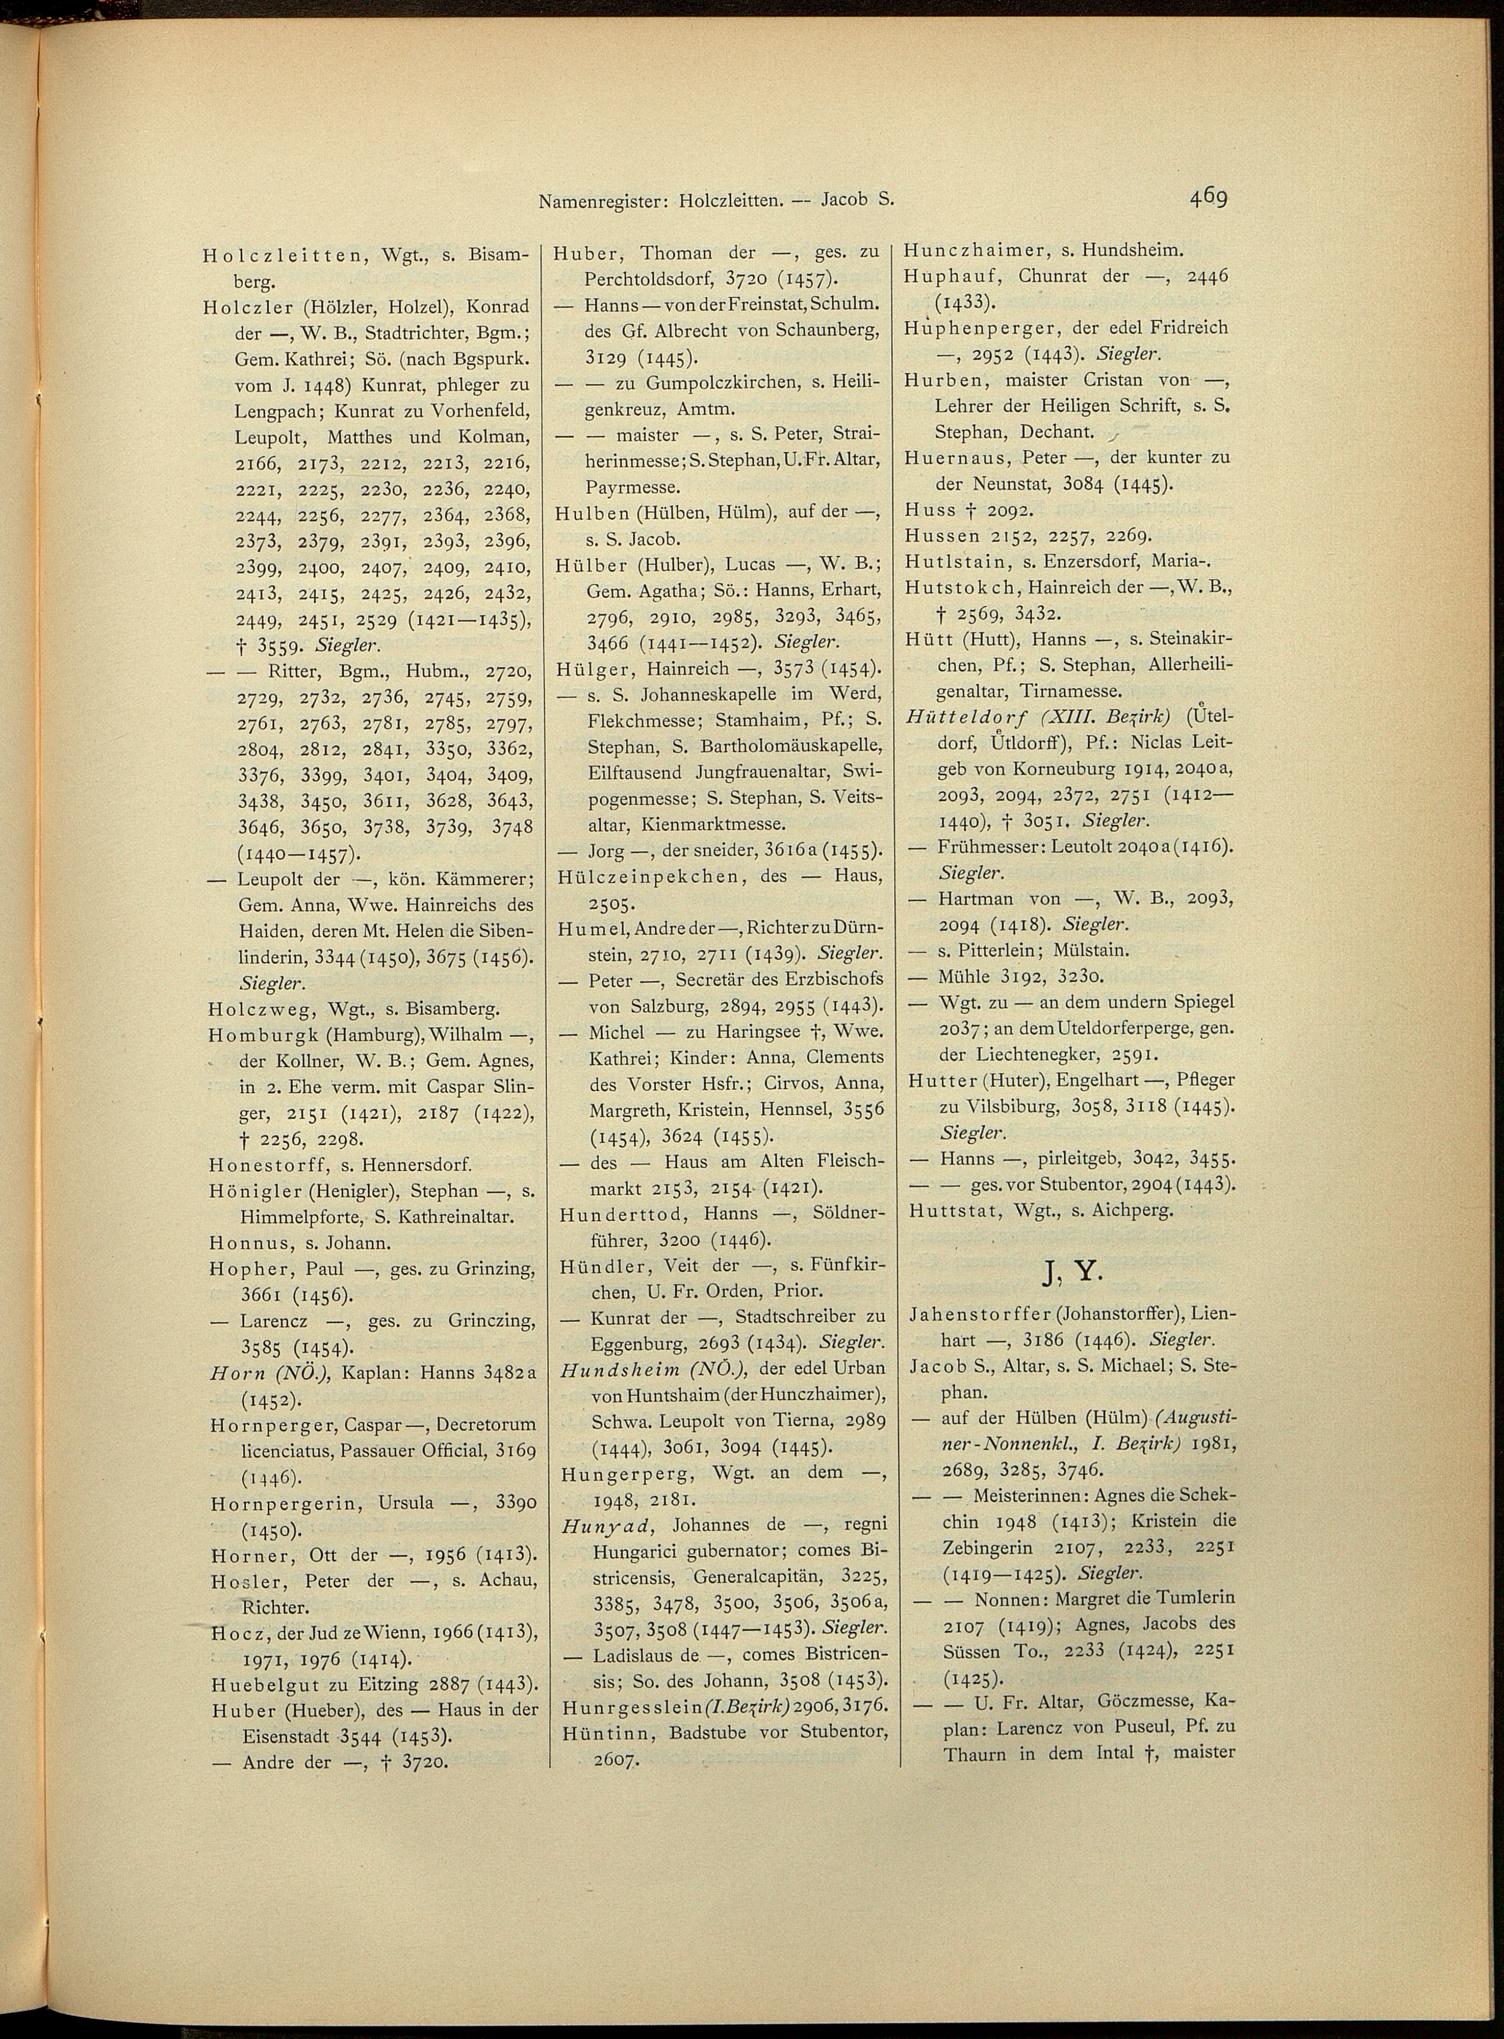 Namenregister: Holczleitten. — Jacob S.
469
Holczleitten, Wgt., s. Bisam-
berg.
Holczler (Hölzler, Holzel), Konrad
der —, W. B., Stadtrichter, Bgm.;
Gem. Kathrei; Sö. (nach Bgspurk.
vom J. 1448) Kunrat, phleger zu
Lengpach; Kunrat zu Vorhenfeld,
Leupolt, Matthes und Kolman,
2166, 2173, 2212, 2213, 2216,
2221, 2225, 2230, 2236, 2240,
2244, 2256, 2277, 2364, 2368,
2373, 2379, 2391, 2393, 2396,
2399, 2400, 2407, 2409, 2410,
2413, 2415, 2425, 2426, 2432,
2449, 2451, 2529 (1421—1435),
† 3559. Siegler.
— — Ritter, Bgm., Hubm., 2720,
2729, 2732, 2736, 2745, 2759,
2761, 2763, 2781, 2785, 2797,
2804, 2812, 2841, 3350, 3362,
3376, 3399, 3401, 3404, 3409,
3438, 3450, 3611, 3628, 3643,
3646, 3650, 3738, 3739, 3748
(1440—1457).
— Leupolt der —, kön. Kämmerer;
Gem. Anna, Wwe. Hainreichs des
Haiden, deren Mt. Helen die Siben-
linderin, 3344 (1450), 3675 (1456).
Siegler.
Holczweg, Wgt., s. Bisamberg.
Homburgk (Hamburg), Wilhalm —,
der Kollner, W. B.; Gem. Agnes,
in 2. Ehe verm. mit Caspar Slin-
ger, 2151 (1421), 2187 (1422),
† 2256, 2298.
Honestorff, s. Hennersdorf.
Hönigler (Henigler), Stephan —, s.
Himmelpforte, S. Kathreinaltar.
Honnus, s. Johann.
Hopher, Paul —, ges. zu Grinzing,
3661 (1456).
— Larencz —, ges. zu Grinczing,
3585 (1454).
Horn (NÖ.), Kaplan: Hanns 3482a
(1452).
Hornperger, Caspar —, Decretorum
licenciatus, Passauer Official, 3169
(1446).
Hornpergerin, Ursula —, 3390
(1450).
Horner, Ott der —, 1956 (1413).
Hosler, Peter der —, s. Achau,
Richter.
Hocz, der Jud ze Wienn, 1966 (1413),
1971, 1976 (1414).
Huebelgut zu Eitzing 2887 (1443).
Huber (Hueber), des — Haus in der
Eisenstadt 3544 (1453).
— Andre der —, † 3720.
Huber, Thoman der —, ges. zu
Perchtoldsdorf, 3720 (1457).
— Hanns — von der Freinstat, Schulm.
des Gf. Albrecht von Schaunberg,
3129 (1445).
— — zu Gumpolczkirchen, s. Heili-
genkreuz, Amtm.
— — maister —, s. S. Peter, Strai-
herinmesse; S. Stephan, U. Fr. Altar,
Payrmesse.
Hulben (Hülben, Hülm), auf der —,
s. S. Jacob.
Hülber (Hulber), Lucas —, W. B.;
Gem. Agatha; Sö.: Hanns, Erhart,
2796, 2910, 2985, 3293, 3465,
3466 (1441—1452). Siegler.
Hülger, Hainreich —, 3573 (1454).
— s. S. Johanneskapelle im Werd,
Flekchmesse; Stamhaim, Pf.; S.
Stephan, S. Bartholomäuskapelle,
Eilftausend Jungfrauenaltar, Swi-
pogenmesse; S. Stephan, S. Veits-
altar, Kienmarktmesse.
— Jorg —, der sneider, 3616a (1455).
Hülczeinpekchen, des — Haus,
2505.
Humel, Andre der —, Richter zu Dürn-
stein, 2710, 2711 (1439). Siegler.
— Peter —, Secretär des Erzbischofs
von Salzburg, 2894, 2955 (1443).
— Michel — zu Haringsee †, Wwe.
Kathrei; Kinder: Anna, Clements
des Vorster Hsfr.; Cirvos, Anna,
Margreth, Kristein, Hennsel, 3556
(1454), 3624 (1455).
— des — Haus am Alten Fleisch-
markt 2153, 2154 (1421).
Hunderttod, Hanns —, Söldner-
führer, 3200 (1446).
Hündler, Veit der —, s. Fünfkir-
chen, U. Fr. Orden, Prior.
— Kunrat der —, Stadtschreiber zu
Eggenburg, 2693 (1434). Siegler.
Hundsheim (NÖ.), der edel Urban
von Huntshaim (der Hunczhaimer),
Schwa. Leupolt von Tierna, 2989
(1444), 3061, 3094 (1445).
Hungerperg, Wgt. an dem —,
1948, 2181.
Hunyad, Johannes de —, regni
Hungarici gubernator; comes Bi-
stricensis, Generalcapitän, 3225,
3385, 3478, 3500, 3506, 3506a,
3507, 3508 (1447—1453). Siegler.
— Ladislaus de —, comes Bistricen-
sis; So. des Johann, 3508 (1453).
Hunrgesslein (I. Bezirk) 2906, 3176.
Hüntinn, Badstube vor Stubentor,
2607.
Hunczhaimer, s. Hundsheim.
Huphauf, Chunrat der —, 2446
(1433).
Hüphenperger, der edel Fridreich
—, 2952 (1443). Siegler.
Hurben, maister Cristan von —,
Lehrer der Heiligen Schrift, s. S.
Stephan, Dechant.
Huernaus, Peter —, der kunter zu
der Neunstat, 3084 (1445).
Huss † 2092.
Hussen 2152, 2257, 2269.
Hutlstain, s. Enzersdorf, Maria-.
Hutstokch, Hainreich der —, W. B.,
† 2569, 3432.
Hütt (Hutt), Hanns —, s. Steinakir-
chen, Pf.; S. Stephan, Allerheili-
genaltar, Tirnamesse.
Hütteldorf (XIII. Bezirk) (Ůtel-
dorf, Ůtldorff), Pf.: Niclas Leit-
geb von Korneuburg 1914, 2040a,
2093, 2094, 2372, 2751 (1412—
1440), † 3051. Siegler.
— Frühmesser: Leutolt 2040a (1416).
Siegler.
— Hartman von —, W. B., 2093,
2094 (1418). Siegler.
— s. Pitterlein; Mülstain.
— Mühle 3192, 3230.
— Wgt. zu — an dem undern Spiegel
2037; an dem Uteldorferperge, gen.
der Liechtenegker, 2591.
Hutter (Huter), Engelhart —, Pfleger
zu Vilsbiburg, 3058, 3118 (1445).
Siegler.
— Hanns —, pirleitgeb, 3042, 3455.
— — ges. vor Stubentor, 2904 (1443).
Huttstat, Wgt., s. Aichperg.
J, Y.
Jahenstorffer (Johanstorffer), Lien-
hart —, 3186 (1446). Siegler.
Jacob S., Altar, s. S. Michael; S. Ste-
phan.
— auf der Hülben (Hülm) (Augusti-
ner-Nonnenkl., I. Bezirk) 1981,
2689, 3285, 3746.
— — Meisterinnen: Agnes die Schek-
chin 1948 (1413); Kristein die
Zebingerin 2107, 2233, 2251
(1419—1425). Siegler.
— — Nonnen: Margret die Tumlerin
2107 (1419); Agnes, Jacobs des
Süssen To., 2233 (1424), 2251
(1425).
— — U. Fr. Altar, Göczmesse, Ka-
plan: Larencz von Puseul, Pf. zu
Thaurn in dem Intal †, maister